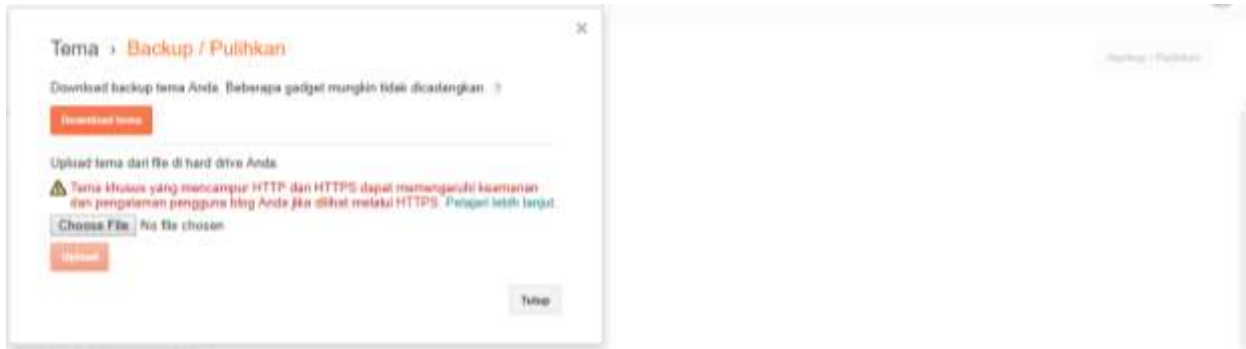 Tema › Backup / Pulihkan
Download backup tema Anda. Beberapa gadget mungkin tidak dicadangkan. ?
Download tema
Upload tema dari file di hard drive Anda
Tema khusus yang mencampur HTTP dan HTTPS dapat memengaruhi keamanan
dan pengalaman pengguna blog Anda jika dilihat melalui HTTPS. Pelajari lebih lanjut.
Choose File No file chosen
Upload
Tutup
Backup / Pulihkan